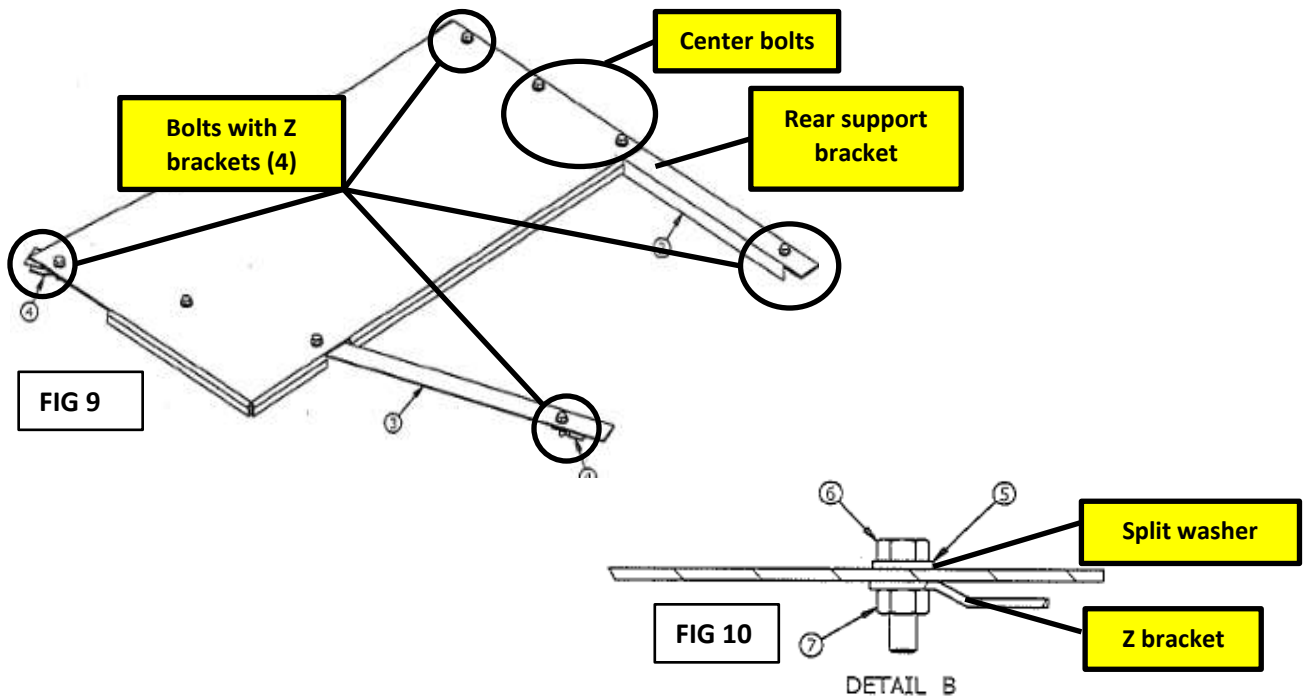 Center bolts
Bolts with Z
brackets (4)
Rear support
bracket
4
3
4
FIG 9
6
5
Split washer
FIG 10
7
Z bracket
DETAIL B